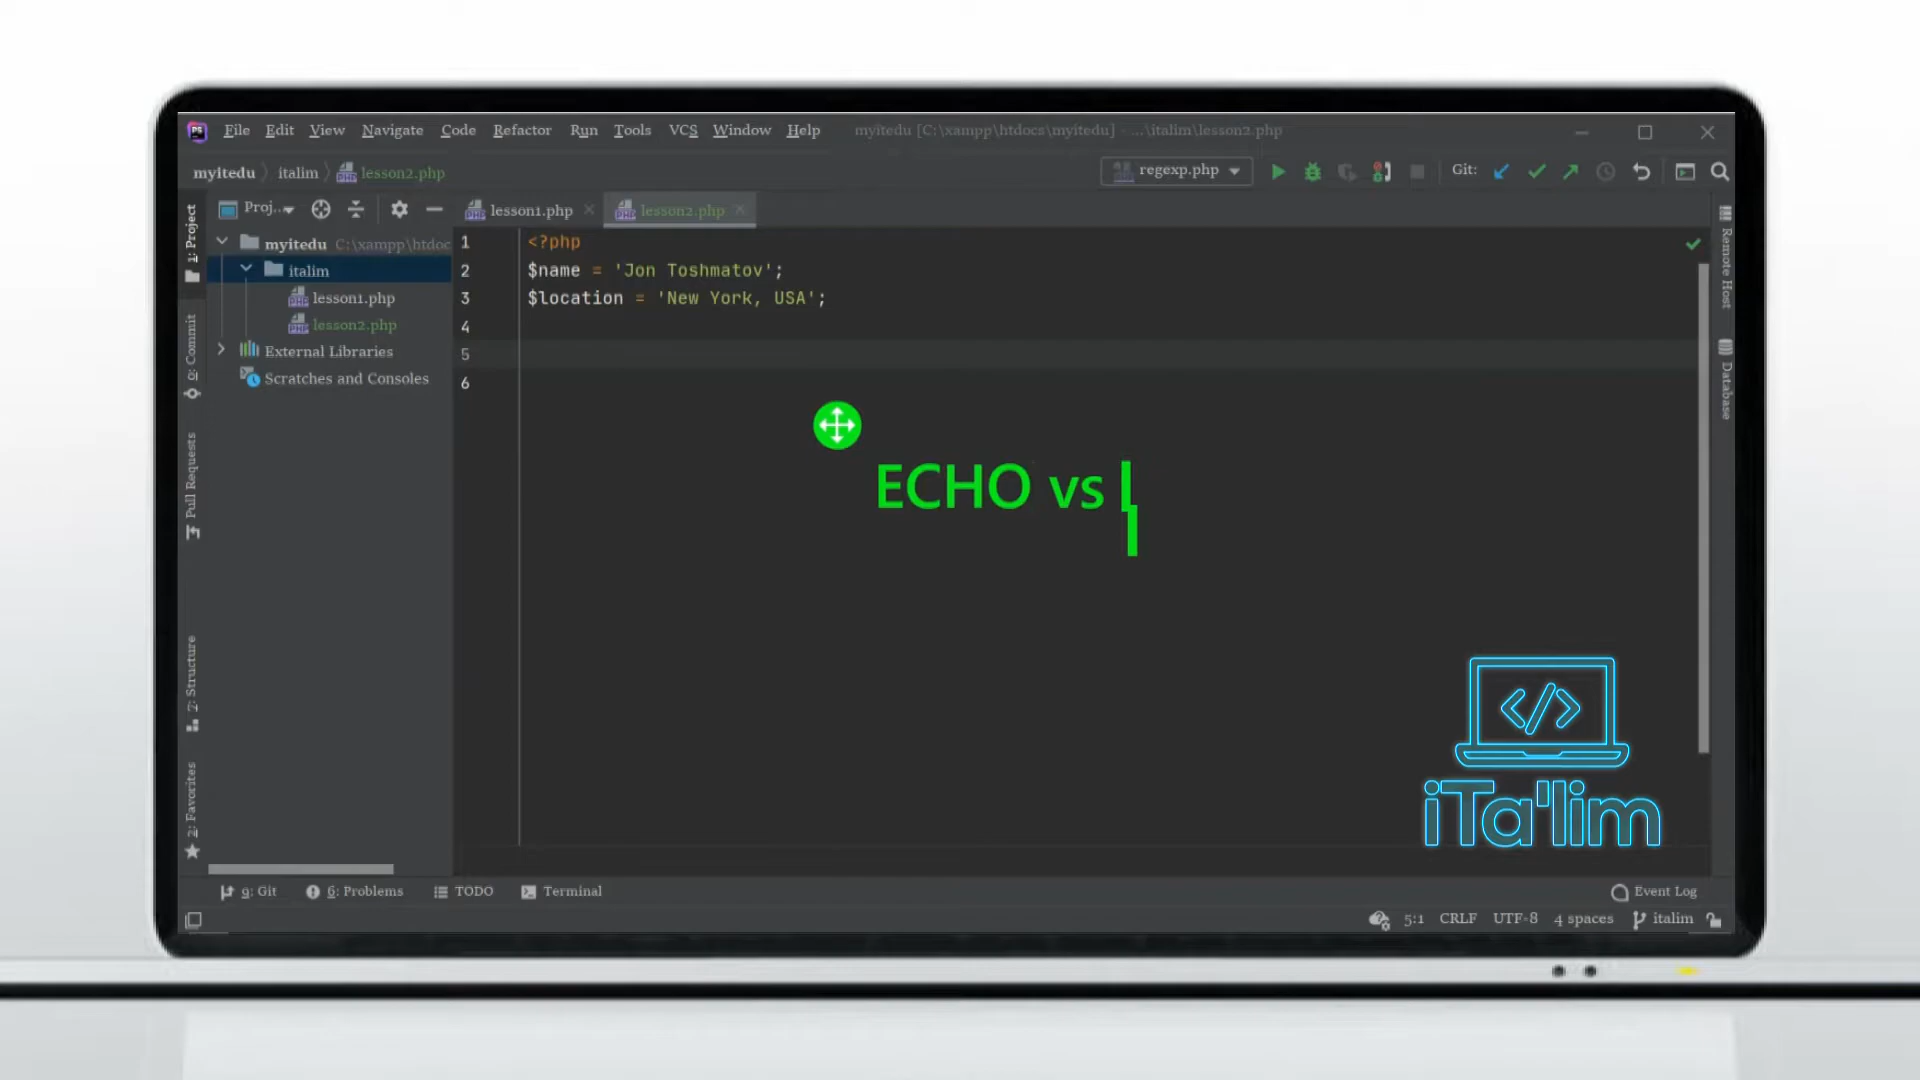 File Edit View Navigate Code Refactor Run Tools VCS Window Help myitedu [C:\xampp\htdocs\myitedu] - ...\italim\lesson2.php
myitedu italim lesson2.php regexp.php Git:
Proj... lesson1.php lesson2.php
1: Project
0: Commit
Pull Requests
7: Structure
2: Favorites
myitedu C:\xampp\htdoc
italim
lesson1.php
lesson2.php
External Libraries
Scratches and Consoles
1 <?php
2 $name = 'Jon Toshmatov';
3 $location = 'New York, USA';
4
5
6
ECHO vs
Remote Host
Database
iTa'lim
9: Git 6: Problems TODO Terminal Event Log
5:1 CRLF UTF-8 4 spaces italim